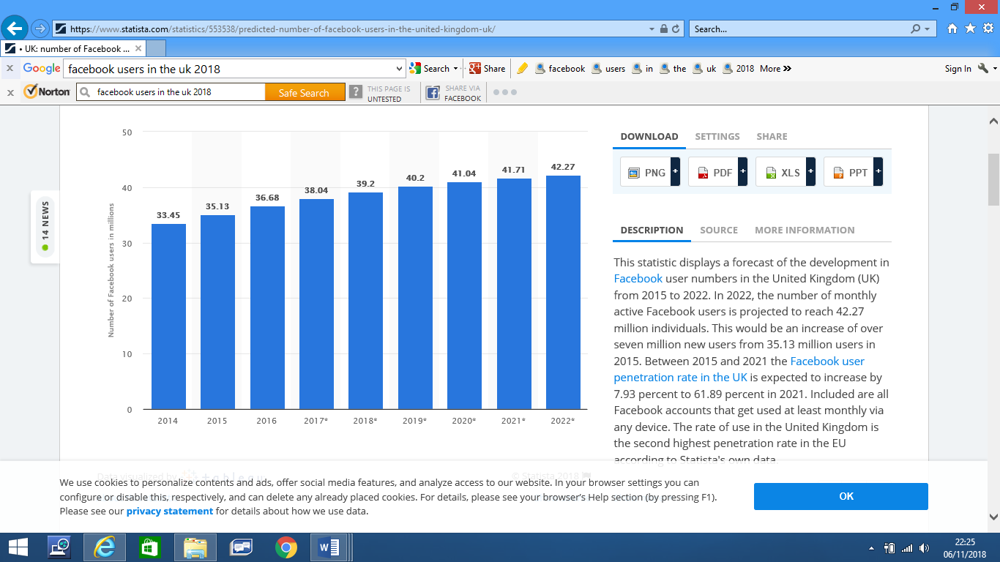 https://www.statista.com/statistics/553538/predicted-number-of-facebook-users-in-the-united-kingdom-uk/
Search...
• UK: number of Facebook ...
x Google facebook users in the uk 2018 Search Share facebook users in the uk 2018 More Sign In
x Norton facebook users in the uk 2018 Safe Search ? THIS PAGE IS UNTESTED SHARE VIA FACEBOOK
14 NEWS
Number of Facebook users in millions
50
40
30
20
10
0
33.45 35.13 36.68 38.04 39.2 40.2 41.04 41.71 42.27
2014 2015 2016 2017* 2018* 2019* 2020* 2021* 2022*
DOWNLOAD SETTINGS SHARE
PNG + PDF + XLS + PPT +
DESCRIPTION SOURCE MORE INFORMATION
This statistic displays a forecast of the development in
Facebook user numbers in the United Kingdom (UK)
from 2015 to 2022. In 2022, the number of monthly
active Facebook users is projected to reach 42.27
million individuals. This would be an increase of over
seven million new users from 35.13 million users in
2015. Between 2015 and 2021 the Facebook user
penetration rate in the UK is expected to increase by
7.93 percent to 61.89 percent in 2021. Included are all
Facebook accounts that get used at least monthly via
any device. The rate of use in the United Kingdom is
the second highest penetration rate in the EU
according to Statista's own data.
Data visualized by + a b l e a u
© Statista 2018
We use cookies to personalize contents and ads, offer social media features, and analyze access to our website. In your browser settings you can
configure or disable this, respectively, and can delete any already placed cookies. For details, please see your browser's Help section (by pressing F1).
Please see our privacy statement for details about how we use data.
OK
22:25
06/11/2018